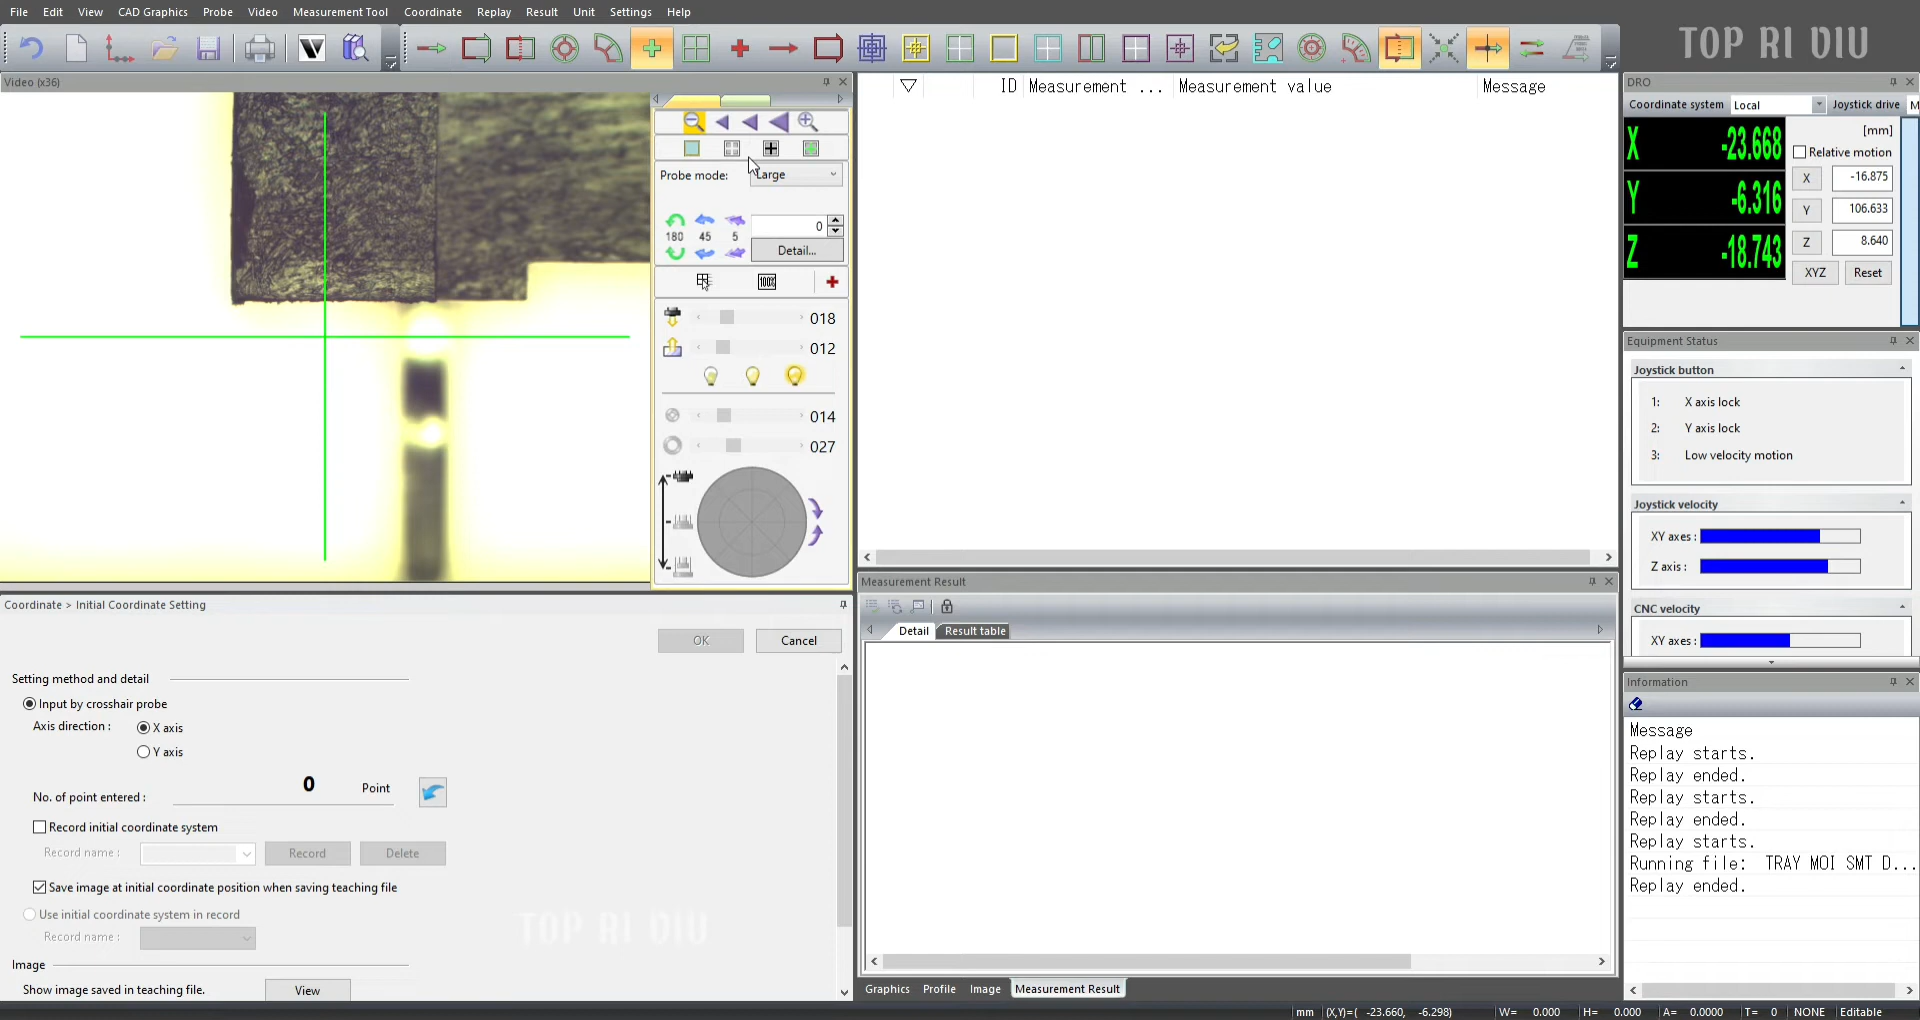 File Edit View CAD Graphics Probe Video Measurement Tool Coordinate Replay Result Unit Settings Help
TOP RI DIU
Video (x36)
Probe mode: Large
180 45 5 0
Detail...
100%
018
012
014
027
ID Measurement ... Measurement value Message
DRO
Coordinate system Local Joystick drive M
X -23.668
Y -6.316
Z -18.743
[mm]
Relative motion
X -16.875
Y 106.633
Z 8.640
XYZ Reset
Equipment Status
Joystick button
1: X axis lock
2: Y axis lock
3: Low velocity motion
Joystick velocity
XY axes :
Z axis :
CNC velocity
XY axes :
Coordinate > Initial Coordinate Setting
OK Cancel
Setting method and detail
Input by crosshair probe
Axis direction : X axis
Y axis
No. of point entered : 0 Point
Record initial coordinate system
Record name : Record Delete
Save image at initial coordinate position when saving teaching file
Use initial coordinate system in record
Record name :
Image
Show image saved in teaching file. View
TOP RI DIU
Measurement Result
Detail Result table
Graphics Profile Image Measurement Result
Information
Message
Replay starts.
Replay ended.
Replay starts.
Replay ended.
Replay starts.
Running file: TRAY MOI SMT D...
Replay ended.
mm (X,Y)=( -23.660, -6.298) W= 0.000 H= 0.000 A= 0.0000 T= 0 NONE Editable